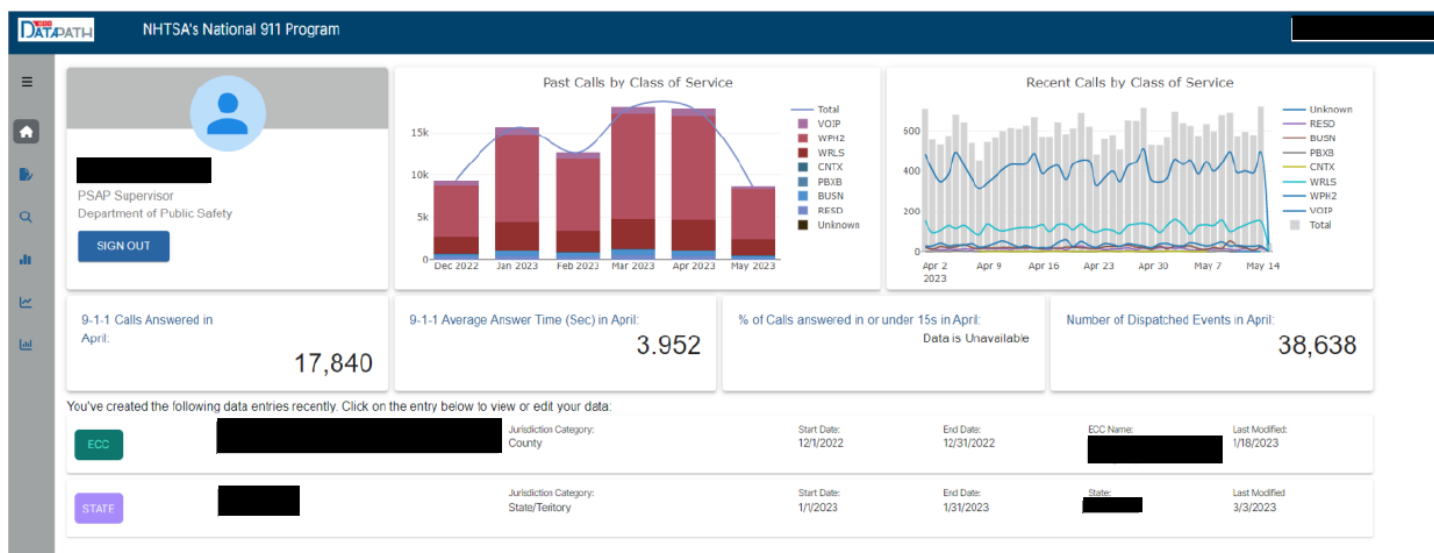 911 DATAPATH
NHTSA's National 911 Program
PSAP Supervisor
Department of Public Safety
SIGN OUT
Past Calls by Class of Service
15k
10k
5k
0
Dec 2022 Jan 2023 Feb 2023 Mar 2023 Apr 2023 May 2023
Total
VOIP
WPH2
WRLS
CNTX
PBXB
BUSN
RESD
Unknown
Recent Calls by Class of Service
600
400
200
0
Apr 2 Apr 9 Apr 16 Apr 23 Apr 30 May 7 May 14
2023
Unknown
RESD
BUSN
PBXB
CNTX
WRLS
WPH2
VOIP
Total
9-1-1 Calls Answered in
April:
17,840
9-1-1 Average Answer Time (Sec) in April:
3.952
% of Calls answered in or under 15s in April:
Data is Unavailable
Number of Dispatched Events in April:
38,638
You've created the following data entries recently. Click on the entry below to view or edit your data:
ECC
Jurisdiction Category: Start Date: End Date: ECC Name: Last Modified:
County 12/1/2022 12/31/2022 1/18/2023
STATE
Jurisdiction Category: Start Date: End Date: State: Last Modified
State/Teritory 1/1/2023 1/31/2023 3/3/2023